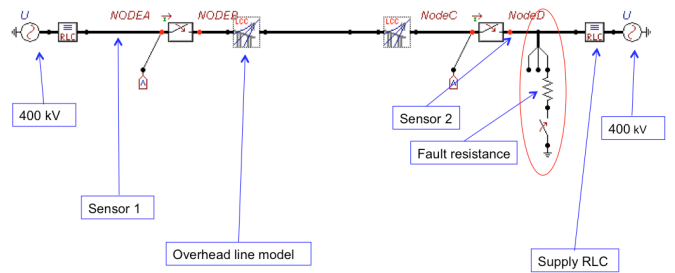 U
NODEA
NODEB
LCC
LCC
NodeC
NodeD
U
RLC
RLC
A
A
400 kV
Sensor 2
400 kV
Fault resistance
Sensor 1
Overhead line model
Supply RLC